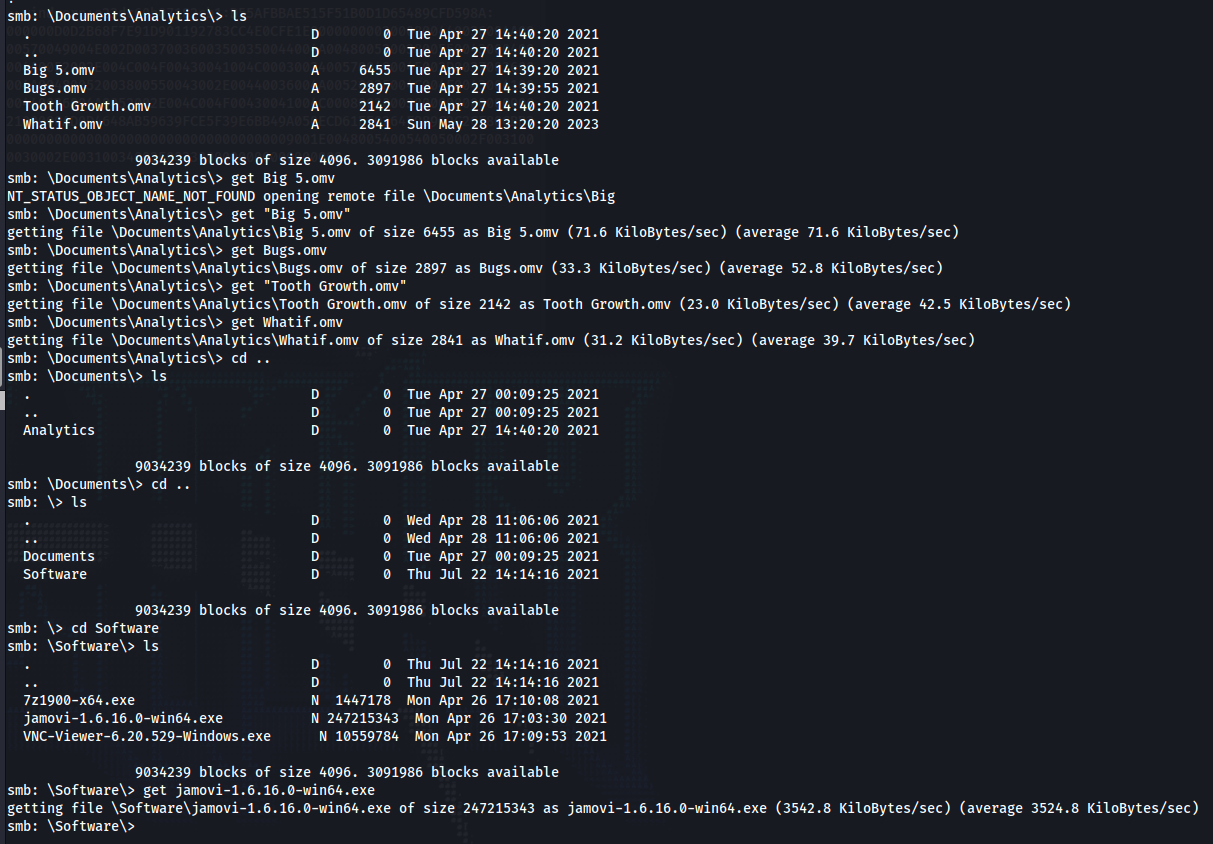 smb: \Documents\Analytics\> ls
. D 0 Tue Apr 27 14:40:20 2021
.. D 0 Tue Apr 27 14:40:20 2021
Big 5.omv A 6455 Tue Apr 27 14:39:20 2021
Bugs.omv A 2897 Tue Apr 27 14:39:55 2021
Tooth Growth.omv A 2142 Tue Apr 27 14:40:20 2021
Whatif.omv A 2841 Sun May 28 13:20:20 2023
9034239 blocks of size 4096. 3091986 blocks available
smb: \Documents\Analytics\> get Big 5.omv
NT_STATUS_OBJECT_NAME_NOT_FOUND opening remote file \Documents\Analytics\Big
smb: \Documents\Analytics\> get "Big 5.omv"
getting file \Documents\Analytics\Big 5.omv of size 6455 as Big 5.omv (71.6 KiloBytes/sec) (average 71.6 KiloBytes/sec)
smb: \Documents\Analytics\> get Bugs.omv
getting file \Documents\Analytics\Bugs.omv of size 2897 as Bugs.omv (33.3 KiloBytes/sec) (average 52.8 KiloBytes/sec)
smb: \Documents\Analytics\> get "Tooth Growth.omv"
getting file \Documents\Analytics\Tooth Growth.omv of size 2142 as Tooth Growth.omv (23.0 KiloBytes/sec) (average 42.5 KiloBytes/sec)
smb: \Documents\Analytics\> get Whatif.omv
getting file \Documents\Analytics\Whatif.omv of size 2841 as Whatif.omv (31.2 KiloBytes/sec) (average 39.7 KiloBytes/sec)
smb: \Documents\Analytics\> cd ..
smb: \Documents\> ls
. D 0 Tue Apr 27 00:09:25 2021
.. D 0 Tue Apr 27 00:09:25 2021
Analytics D 0 Tue Apr 27 14:40:20 2021
9034239 blocks of size 4096. 3091986 blocks available
smb: \Documents\> cd ..
smb: \> ls
. D 0 Wed Apr 28 11:06:06 2021
.. D 0 Wed Apr 28 11:06:06 2021
Documents D 0 Tue Apr 27 00:09:25 2021
Software D 0 Thu Jul 22 14:14:16 2021
9034239 blocks of size 4096. 3091986 blocks available
smb: \> cd Software
smb: \Software\> ls
. D 0 Thu Jul 22 14:14:16 2021
.. D 0 Thu Jul 22 14:14:16 2021
7z1900-x64.exe N 1447178 Mon Apr 26 17:10:08 2021
jamovi-1.6.16.0-win64.exe N 247215343 Mon Apr 26 17:03:30 2021
VNC-Viewer-6.20.529-Windows.exe N 10559784 Mon Apr 26 17:09:53 2021
9034239 blocks of size 4096. 3091986 blocks available
smb: \Software\> get jamovi-1.6.16.0-win64.exe
getting file \Software\jamovi-1.6.16.0-win64.exe of size 247215343 as jamovi-1.6.16.0-win64.exe (3542.8 KiloBytes/sec) (average 3524.8 KiloBytes/sec)
smb: \Software\>